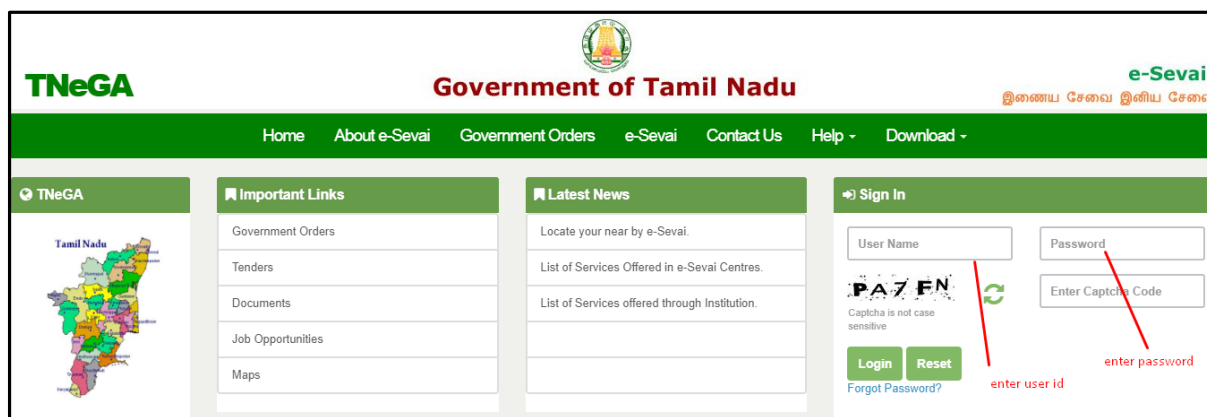 TNeGA
Government of Tamil Nadu
e-Sevai
இணைய சேவை இனிய சேவை
Home About e-Sevai Government Orders e-Sevai Contact Us Help Download
TNeGA
Tamil Nadu
Important Links
Government Orders
Tenders
Documents
Job Opportunities
Maps
Latest News
Locate your near by e-Sevai.
List of Services Offered in e-Sevai Centres.
List of Services offered through Institution.
Sign In
User Name
Password
PA7FN
Enter Captcha Code
Captcha is not case
sensitive
Login Reset
Forgot Password?
enter user id
enter password